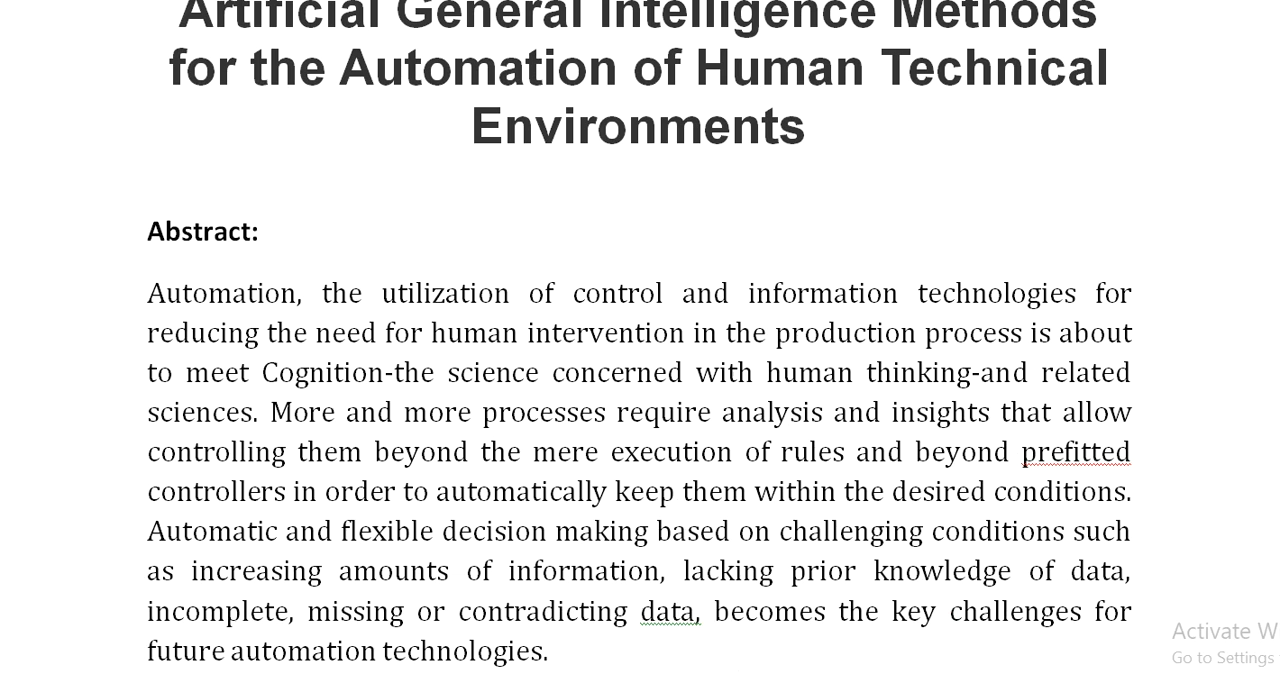 Artificial General Intelligence Methods
for the Automation of Human Technical
Environments
Abstract:
Automation, the utilization of control and information technologies for
reducing the need for human intervention in the production process is about
to meet Cognition-the science concerned with human thinking-and related
sciences. More and more processes require analysis and insights that allow
controlling them beyond the mere execution of rules and beyond prefitted
controllers in order to automatically keep them within the desired conditions.
Automatic and flexible decision making based on challenging conditions such
as increasing amounts of information, lacking prior knowledge of data,
incomplete, missing or contradicting data, becomes the key challenges for
future automation technologies.
Activate W
Go to Settings